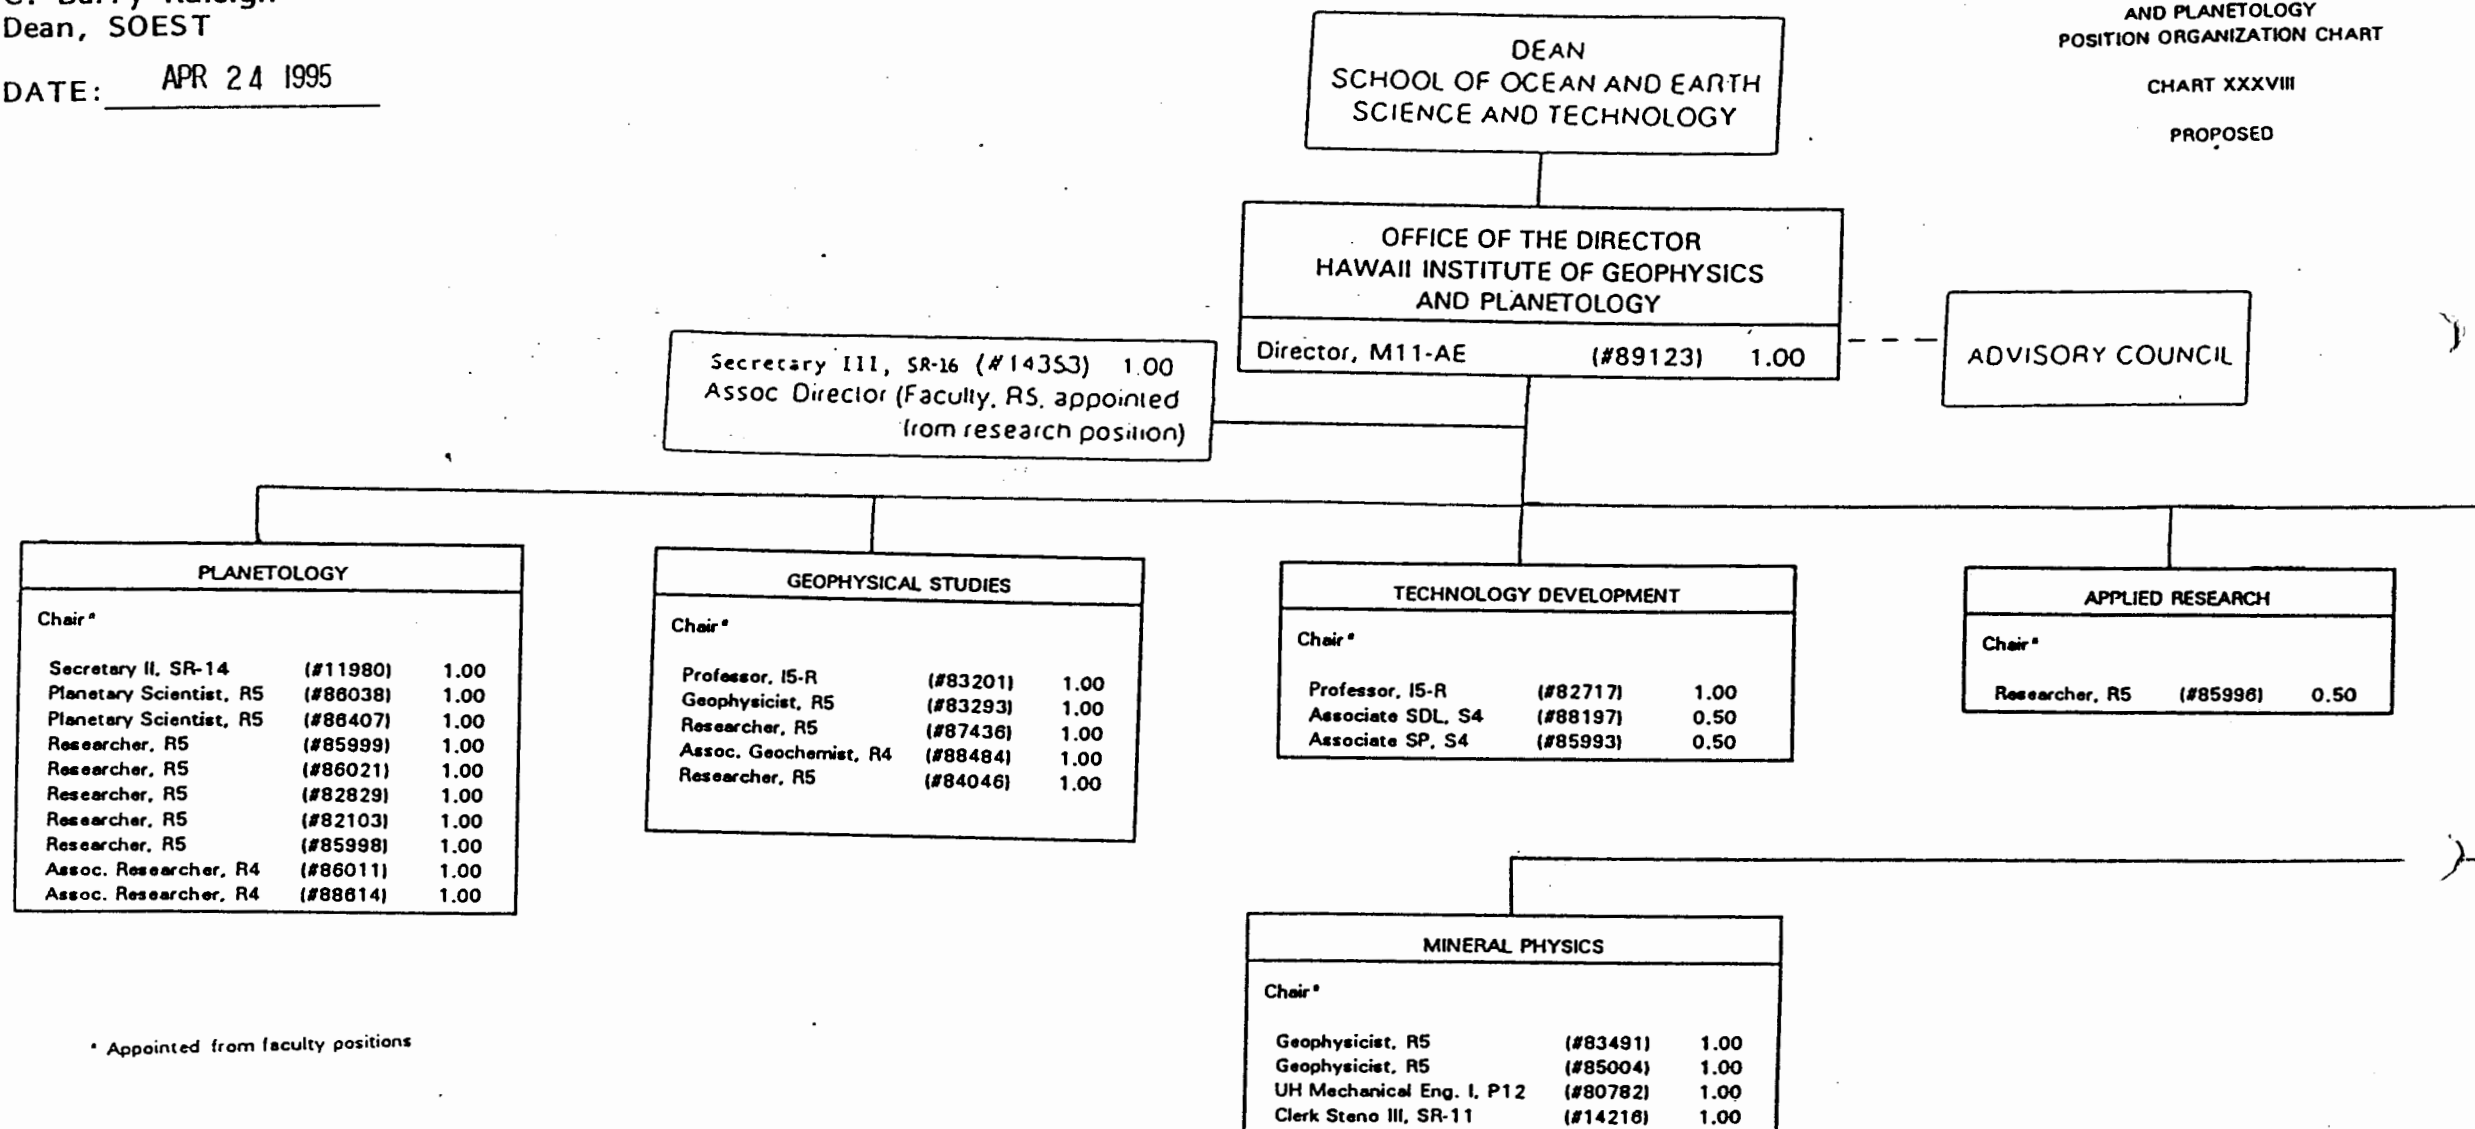 Dean, SOEST
DATE: APR 24 1995
AND PLANETOLOGY
POSITION ORGANIZATION CHART
CHART XXXVIII
PROPOSED
DEAN
SCHOOL OF OCEAN AND EARTH
SCIENCE AND TECHNOLOGY
OFFICE OF THE DIRECTOR
HAWAII INSTITUTE OF GEOPHYSICS
AND PLANETOLOGY
Director, M11-AE (#89123) 1.00
ADVISORY COUNCIL
Secretary III, SR-16 (#14353) 1.00
Assoc Director (Faculty, R5, appointed
from research position)
PLANETOLOGY
Chair*
Secretary II, SR-14 (#11980) 1.00
Planetary Scientist, R5 (#86038) 1.00
Planetary Scientist, R5 (#86407) 1.00
Researcher, R5 (#85999) 1.00
Researcher, R5 (#86021) 1.00
Researcher, R5 (#82829) 1.00
Researcher, R5 (#82103) 1.00
Researcher, R5 (#85998) 1.00
Assoc. Researcher, R4 (#86011) 1.00
Assoc. Researcher, R4 (#88614) 1.00
GEOPHYSICAL STUDIES
Chair*
Professor, I5-R (#83201) 1.00
Geophysicist, R5 (#83293) 1.00
Researcher, R5 (#87436) 1.00
Assoc. Geochemist, R4 (#88484) 1.00
Researcher, R5 (#84046) 1.00
TECHNOLOGY DEVELOPMENT
Chair*
Professor, I5-R (#82717) 1.00
Associate SDL, S4 (#88197) 0.50
Associate SP, S4 (#85993) 0.50
APPLIED RESEARCH
Chair*
Researcher, R5 (#85996) 0.50
MINERAL PHYSICS
Chair*
Geophysicist, R5 (#83491) 1.00
Geophysicist, R5 (#85004) 1.00
UH Mechanical Eng. I, P12 (#80782) 1.00
Clerk Steno III, SR-11 (#14216) 1.00
* Appointed from faculty positions